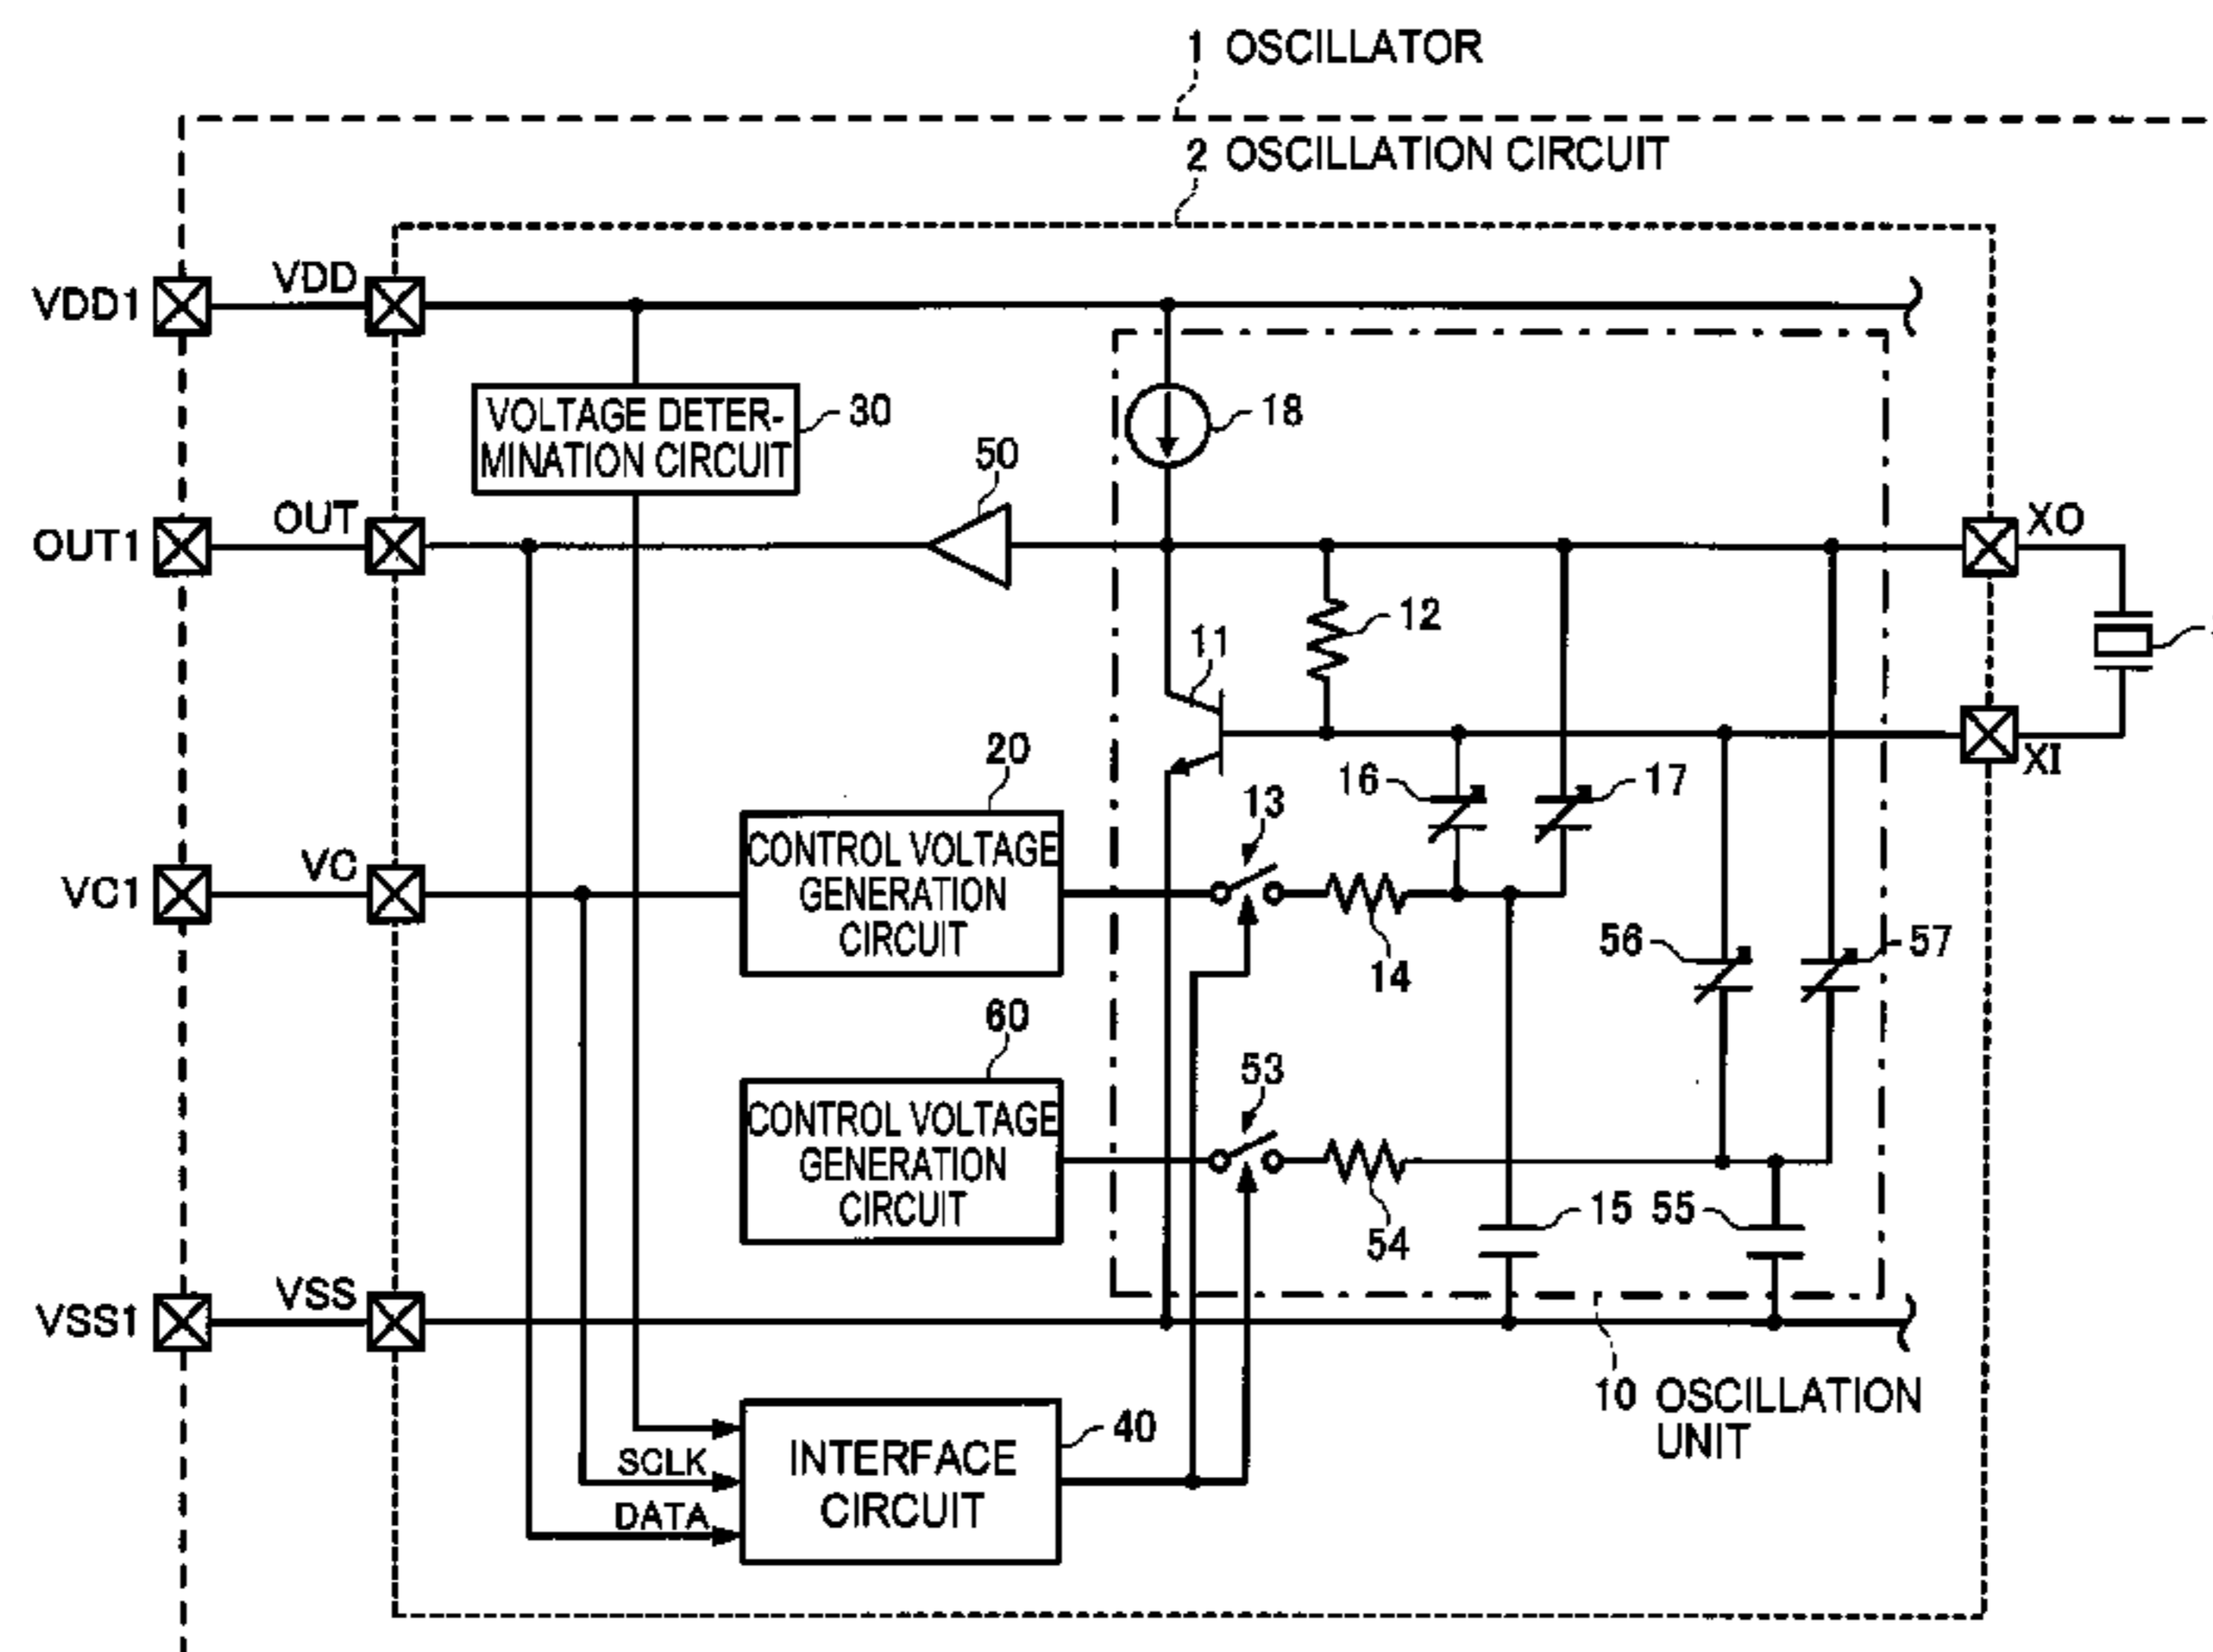 1 OSCILLATOR
2 OSCILLATION CIRCUIT
VDD1
VDD
VOLTAGE DETER-
MINATION CIRCUIT
30
18
50
OUT1
OUT
XO
12
11
XI
20
16
17
13
VC1
VC
CONTROL VOLTAGE
GENERATION
CIRCUIT
14
56
57
60
53
CONTROL VOLTAGE
GENERATION
CIRCUIT
54
15
55
VSS1
VSS
10 OSCILLATION
UNIT
40
INTERFACE
CIRCUIT
SCLK
DATA